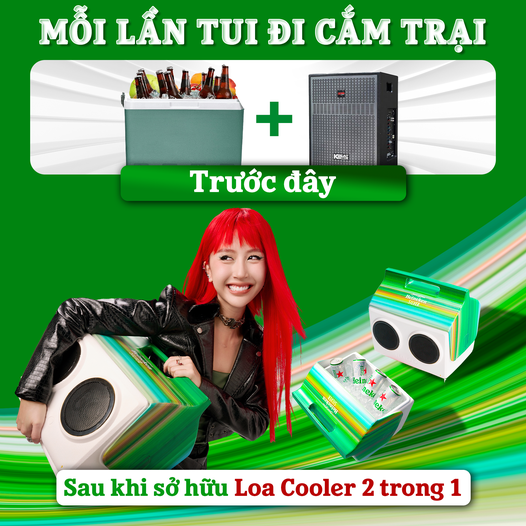 MỖI LẦN TUI ĐI CẮM TRẠI
Trước đây
Sau khi sở hữu Loa Cooler 2 trong 1